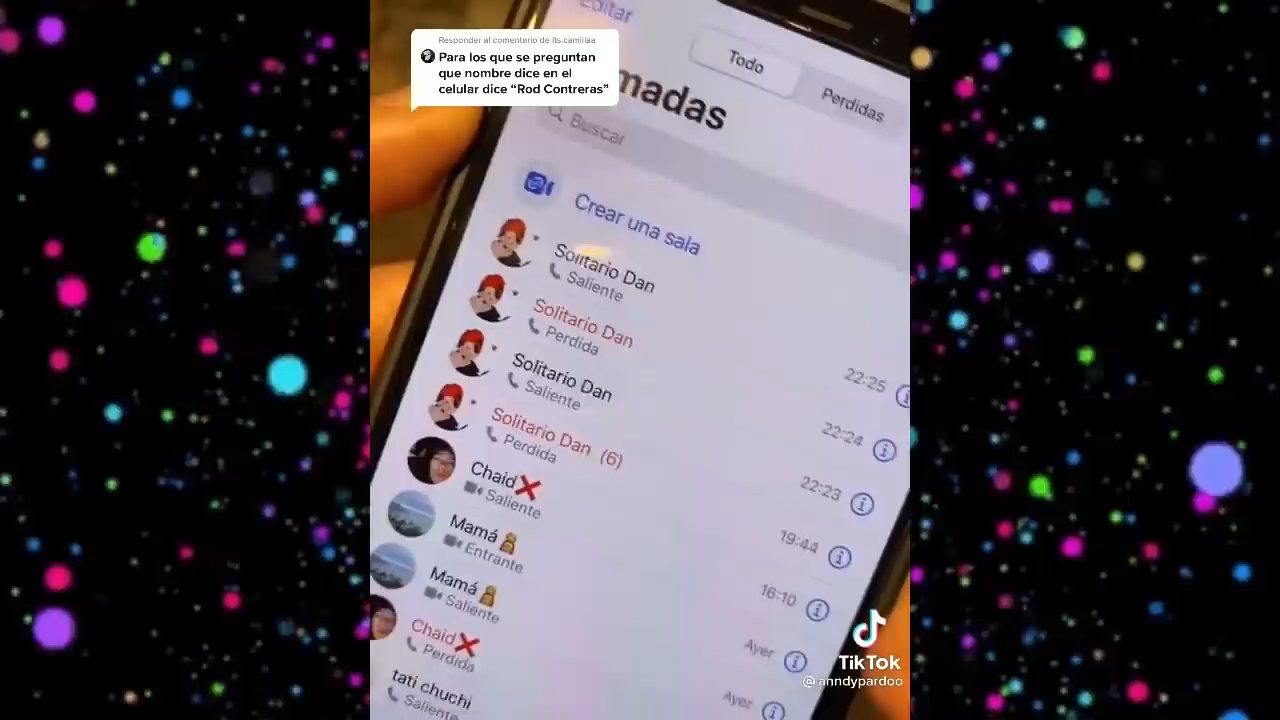 Responder al comentario de its.camiilaa
Para los que se preguntan
que nombre dice en el
celular dice “Rod Contreras”
Editar
Todo
Perdidas
madas
Buscar
Crear una sala
Solitario Dan
Saliente
22:25
Solitario Dan
Perdida
22:24
Solitario Dan
Saliente
22:23
Solitario Dan (6)
Perdida
19:44
Chaid❌
Saliente
16:10
Mamá
Entrante
Ayer
Mamá
Saliente
Ayer
Chaid❌
Perdida
tati chuchi
Saliente
TikTok
@anndypardoo